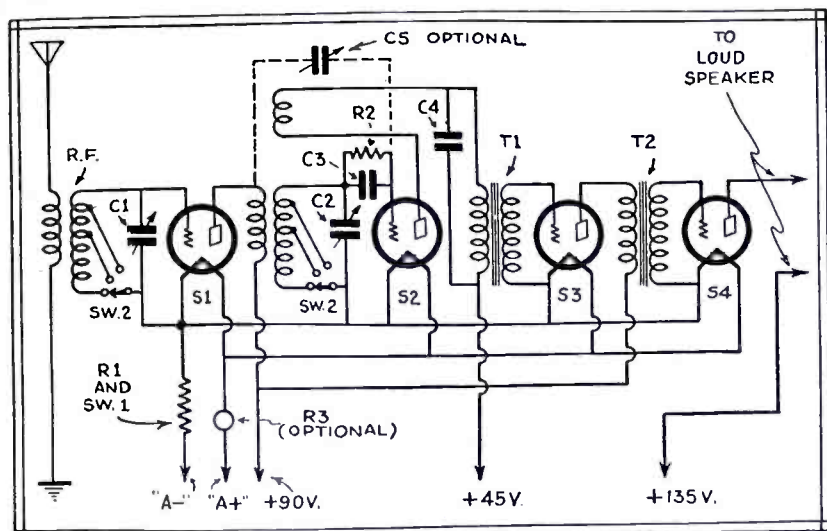 C5 OPTIONAL
TO
LOUD
SPEAKER
R2
C4
T1
T2
R.F.
C3
C1
C2
S1
S2
S3
S4
SW.2
SW.2
R1
AND
SW.1
R3
(OPTIONAL)
"A-" "A+" +90V. +45V. +135V.